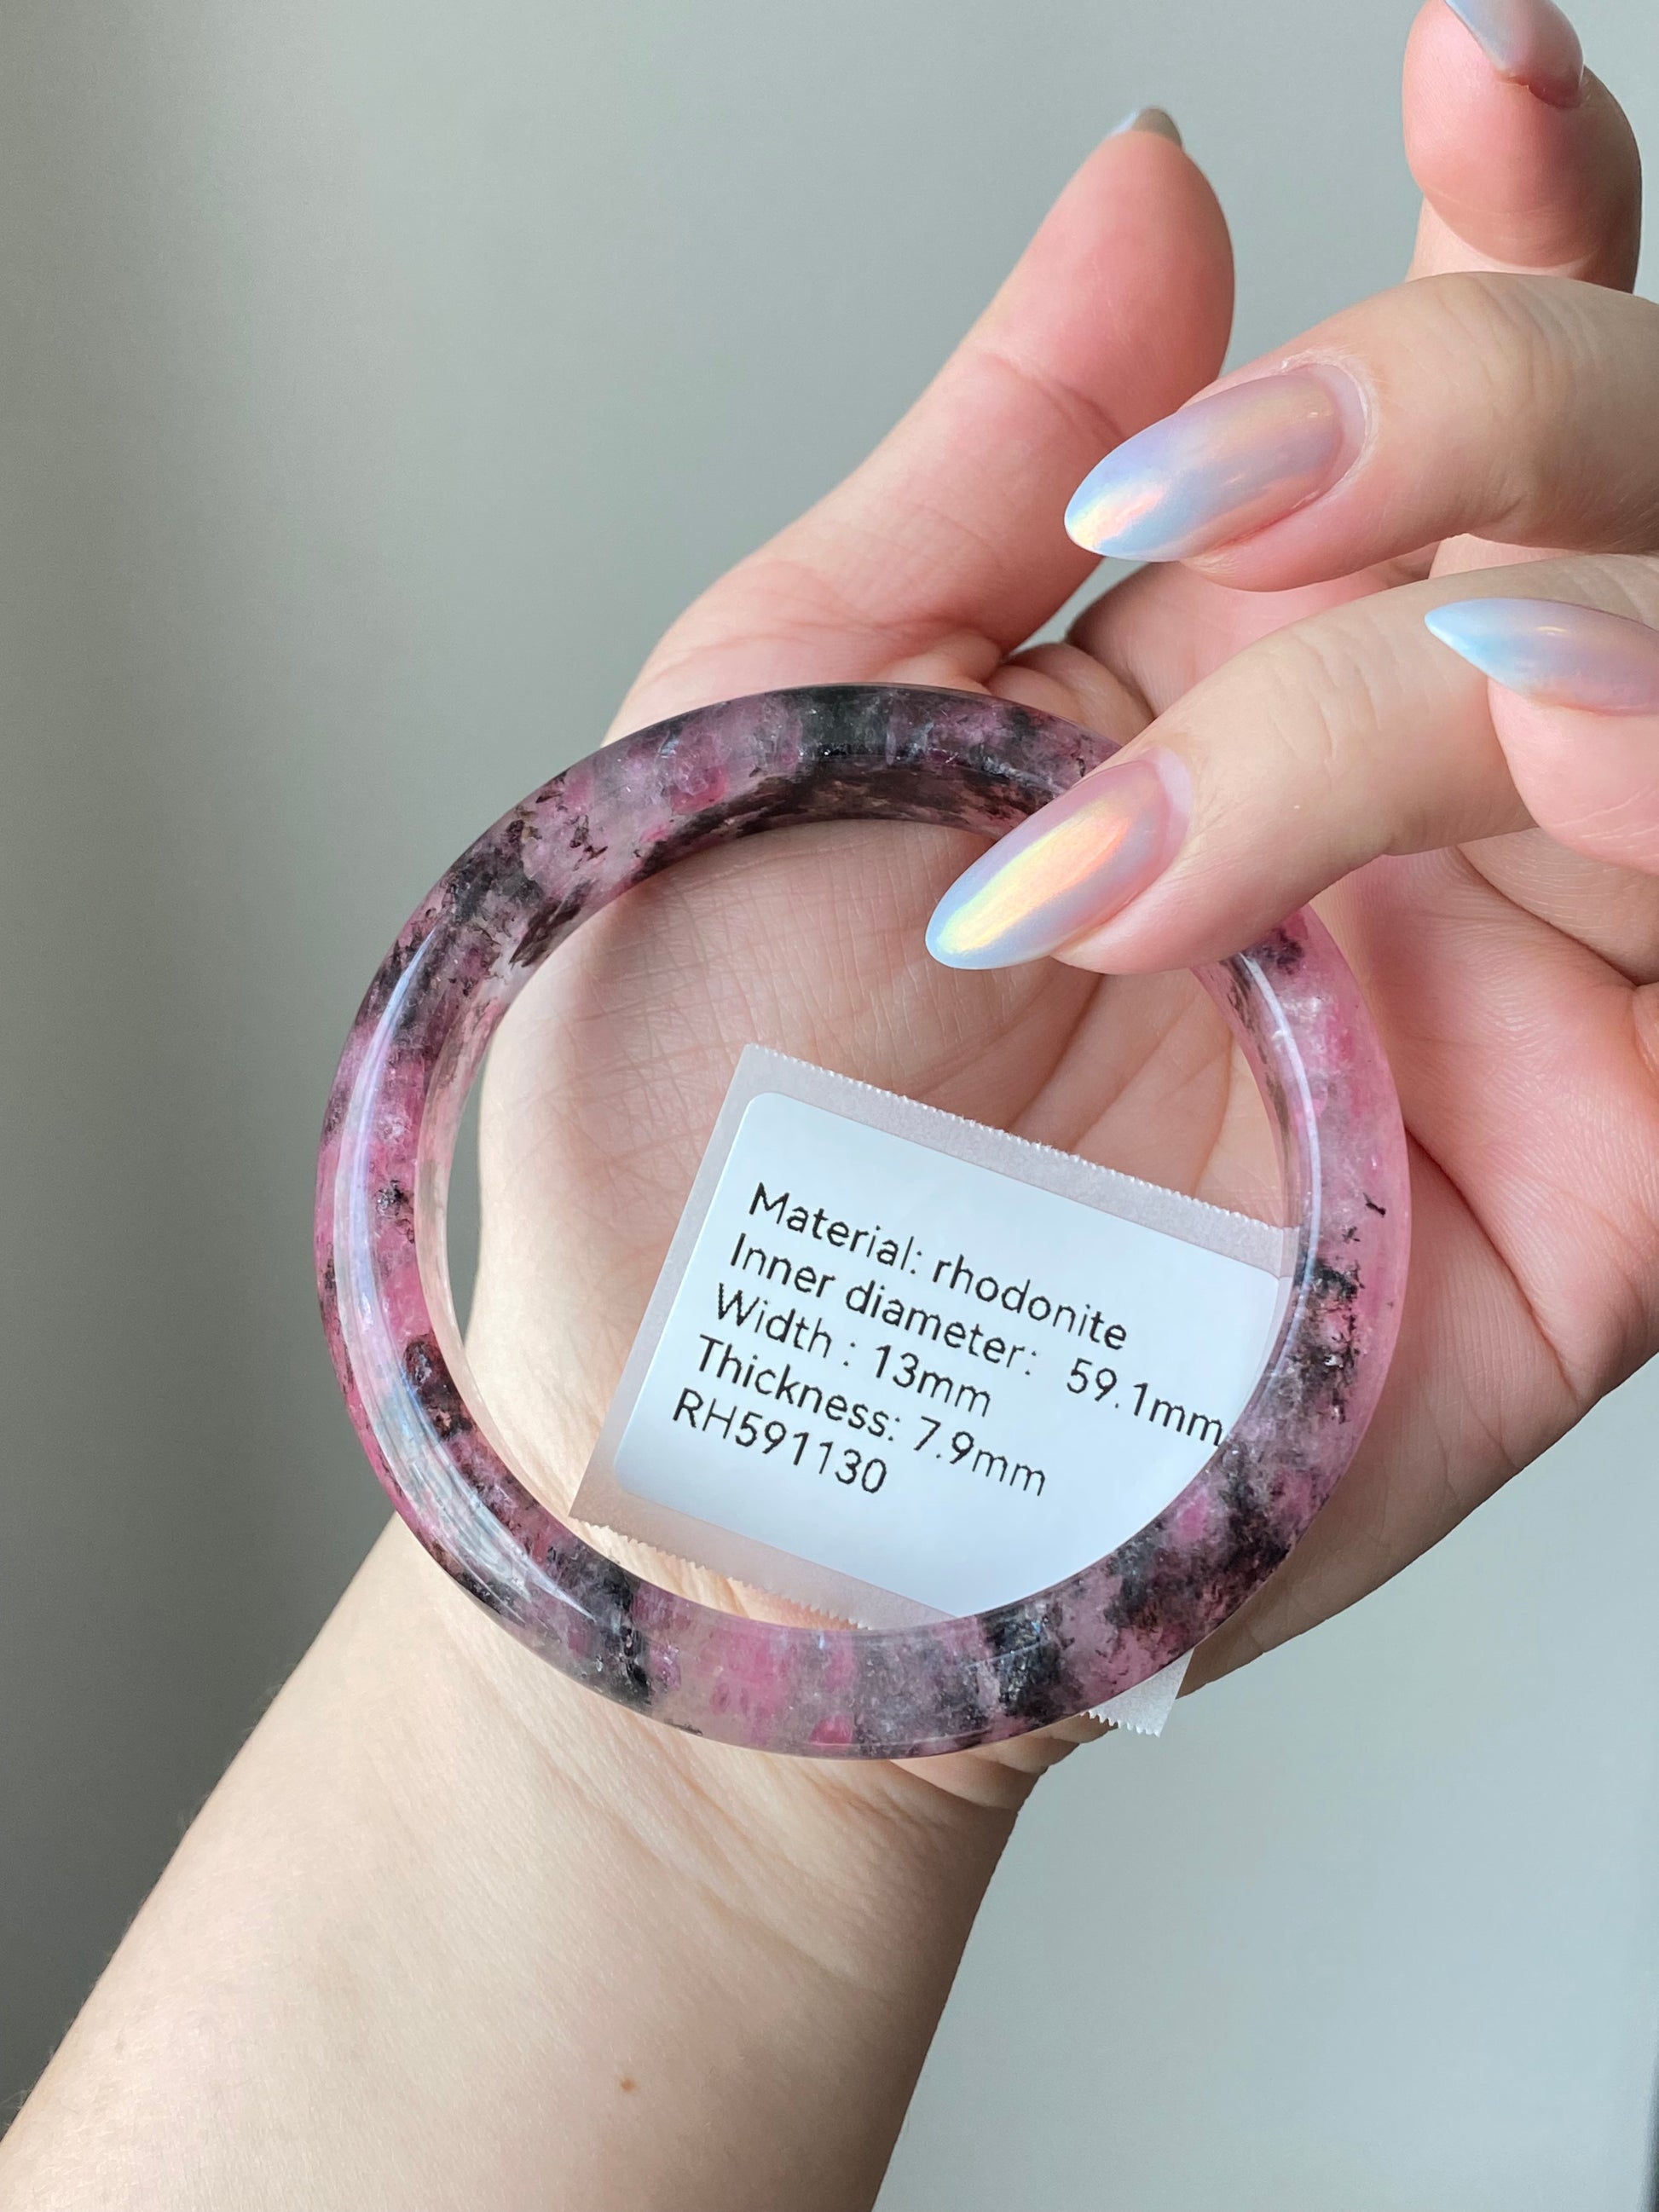 Material: rhodonite
Inner diameter: 59.1mm
Width : 13mm
Thickness: 7.9mm
RH591130